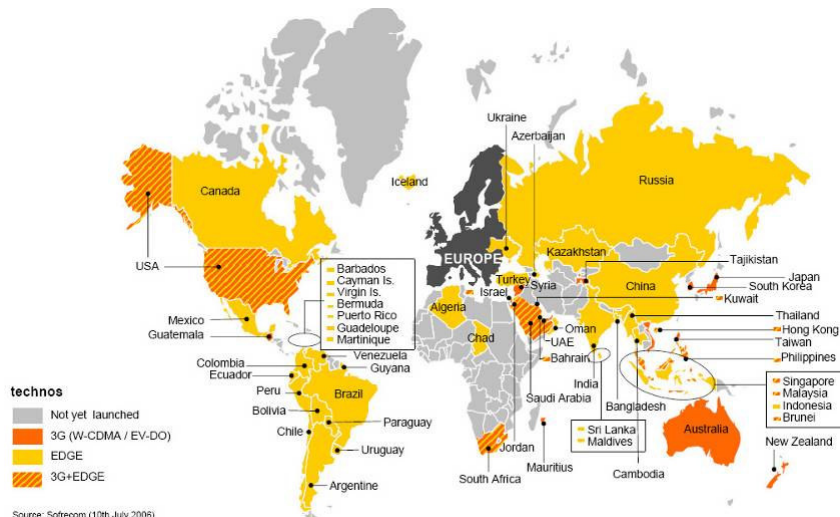 Ukraine
Azerbaijan
Iceland
Canada
Russia
EUROPE
Kazakhstan
Tajikistan
USA
Barbados
Cayman Is.
Virgin Is.
Bermuda
Puerto Rico
Guadeloupe
Martinique
Turkey
Syria
Israel
China
Japan
South Korea
Kuwait
Mexico
Guatemala
Algeria
Chad
Oman
UAE
Bahrain
Thailand
Hong Kong
Taiwan
Philippines
Venezuela
Guyana
Colombia
Ecuador
Peru
Brazil
Bolivia
Paraguay
Chile
Uruguay
Argentine
India
Saudi Arabia
Bangladesh
Singapore
Malaysia
Indonesia
Brunei
Sri Lanka
Maldives
Jordan
Mauritius
South Africa
Cambodia
Australia
New Zealand
technos
Not yet launched
3G (W-CDMA / EV-DO)
EDGE
3G+EDGE
Source: Sofrecom (10th July 2006)